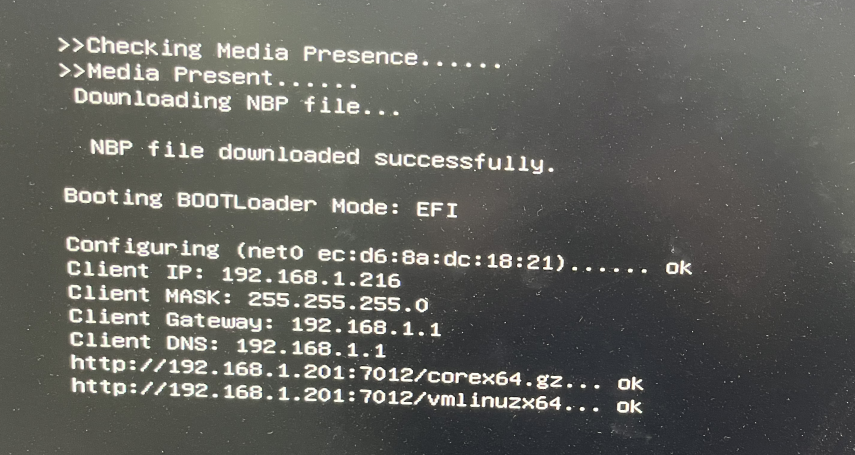 >>Checking Media Presence......
>>Media Present......
Downloading NBP file...
NBP file downloaded successfully.
Booting BOOTLoader Mode: EFI
Configuring (net0 ec:d6:8a:dc:18:21)...... ok
Client IP: 192.168.1.216
Client MASK: 255.255.255.0
Client Gateway: 192.168.1.1
Client DNS: 192.168.1.1
http://192.168.1.201:7012/corex64.gz... ok
http://192.168.1.201:7012/vmlinuzx64... ok